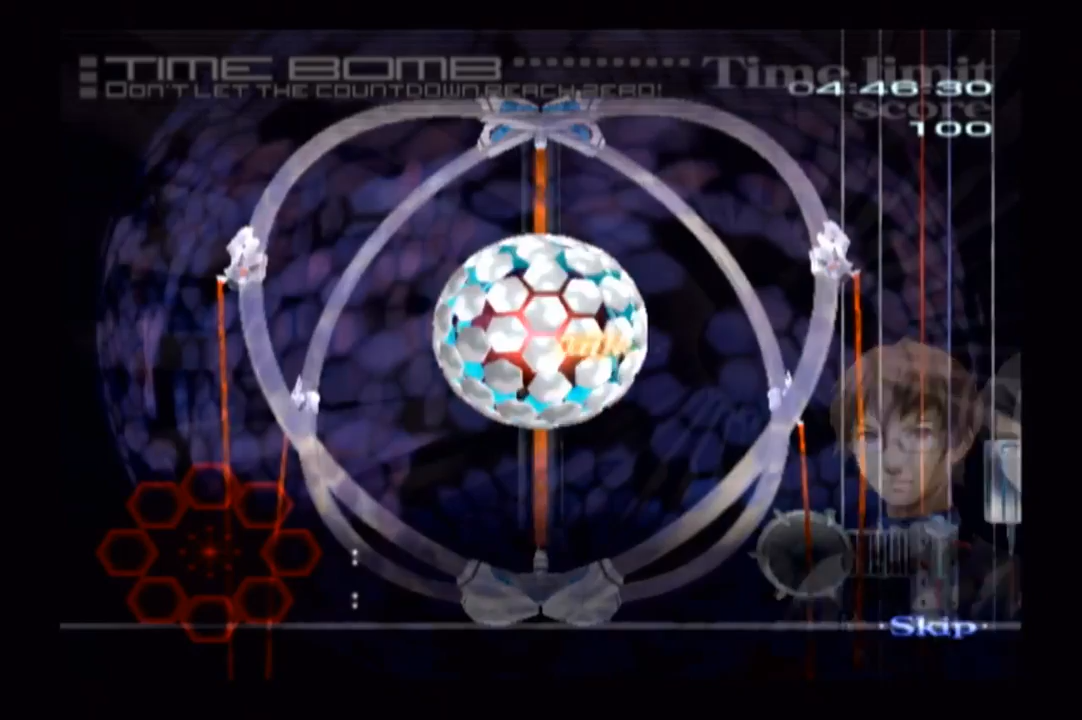 TIME BOMB
DON'T LET THE COUNTDOWN REACH ZERO!
Time limit
04:46:30
score
100
Skip